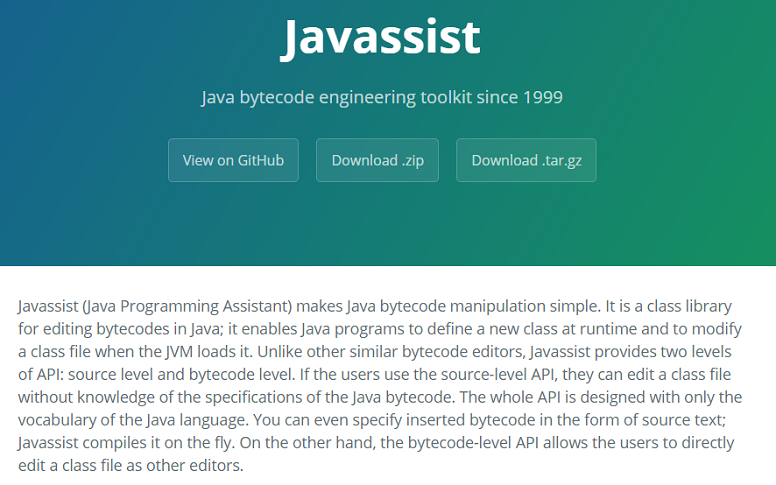 Javassist
Java bytecode engineering toolkit since 1999
View on GitHub
Download .zip
Download .tar.gz
Javassist (Java Programming Assistant) makes Java bytecode manipulation simple. It is a class library
for editing bytecodes in Java; it enables Java programs to define a new class at runtime and to modify
a class file when the JVM loads it. Unlike other similar bytecode editors, Javassist provides two levels
of API: source level and bytecode level. If the users use the source-level API, they can edit a class file
without knowledge of the specifications of the Java bytecode. The whole API is designed with only the
vocabulary of the Java language. You can even specify inserted bytecode in the form of source text;
Javassist compiles it on the fly. On the other hand, the bytecode-level API allows the users to directly
edit a class file as other editors.